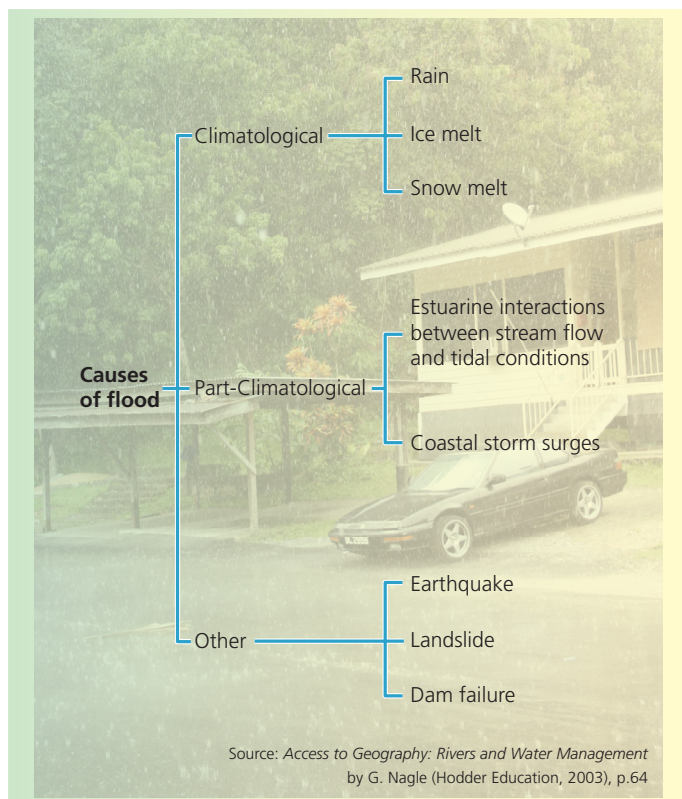 Causes
of flood
Climatological
Rain
Ice melt
Snow melt
Part-Climatological
Estuarine interactions
between stream flow
and tidal conditions
Coastal storm surges
Other
Earthquake
Landslide
Dam failure
Source: Access to Geography: Rivers and Water Management
by G. Nagle (Hodder Education, 2003), p.64